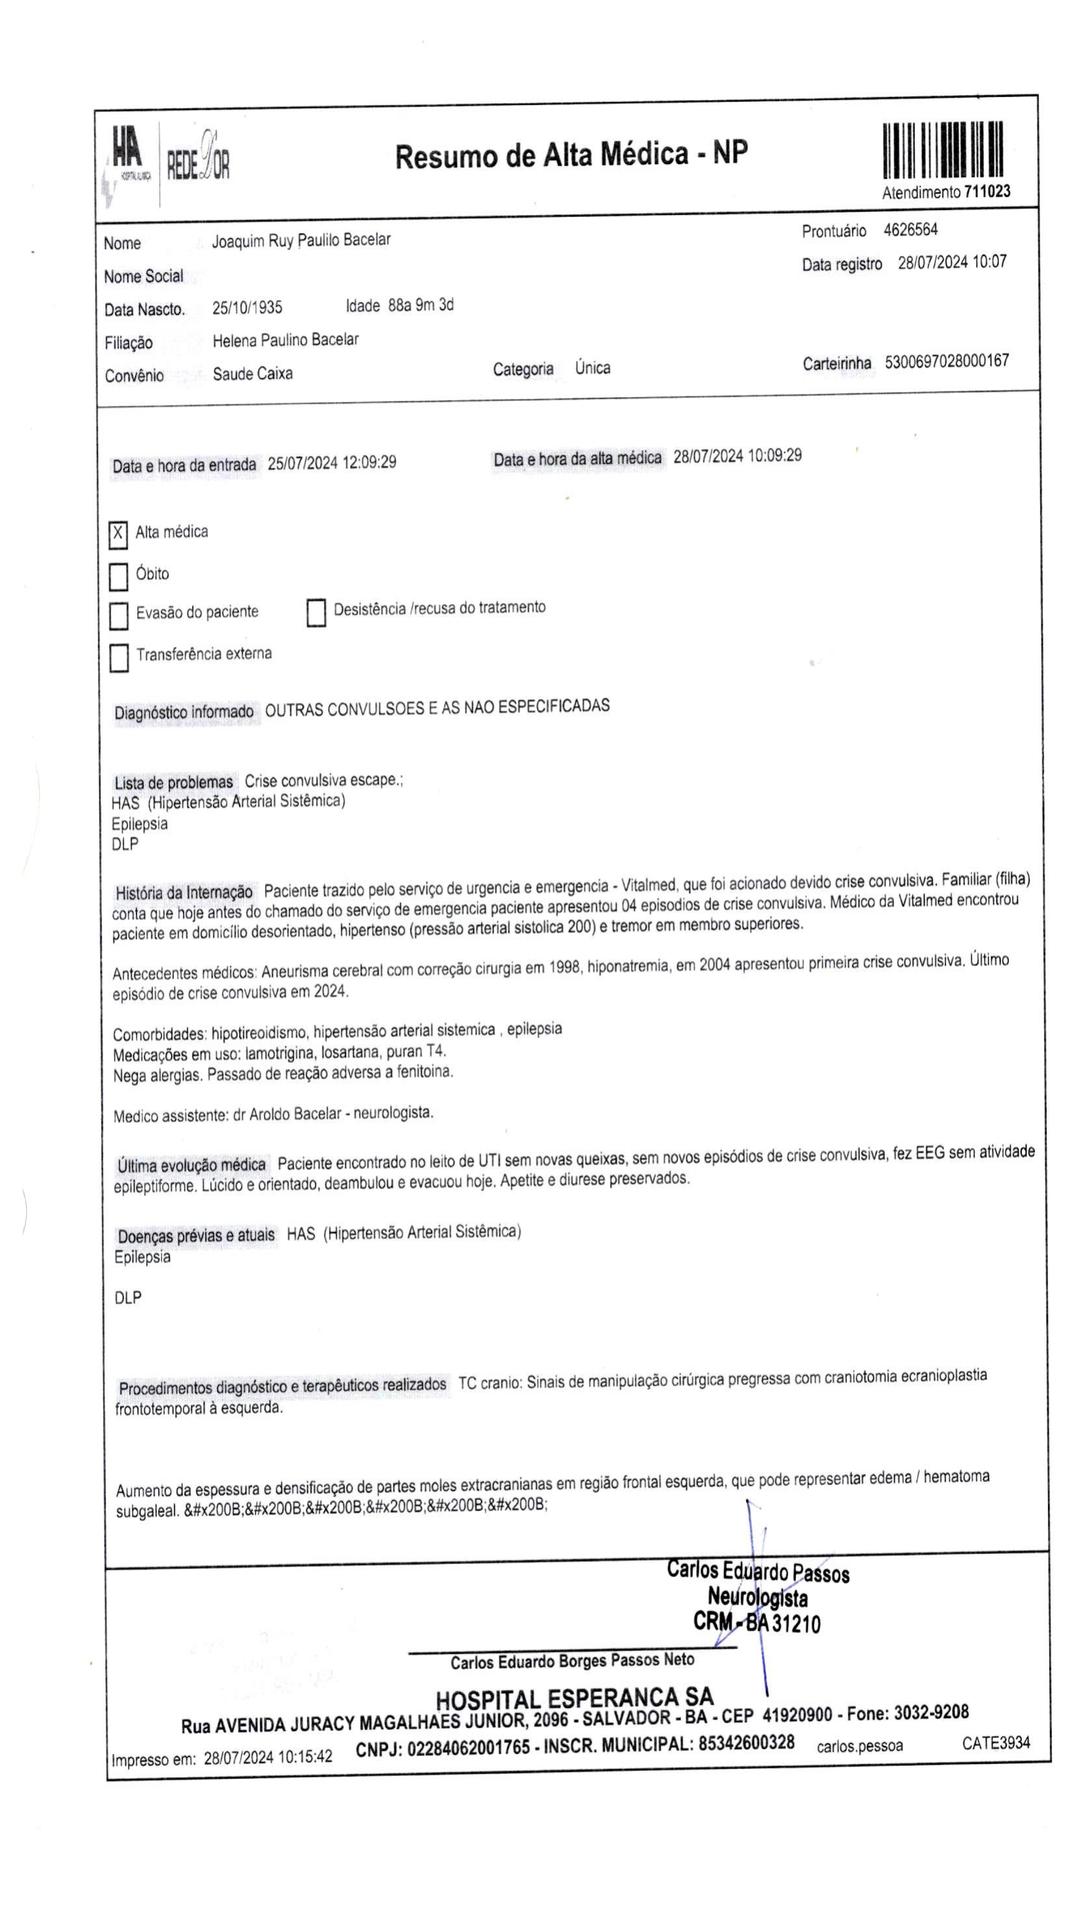 HA
HOSPITAL ALIANÇA
REDE D'OR
Resumo de Alta Médica - NP
Atendimento 711023
Nome Joaquim Ruy Paulilo Bacelar
Prontuário 4626564
Nome Social
Data registro 28/07/2024 10:07
Data Nascto. 25/10/1935 Idade 88a 9m 3d
Filiação Helena Paulino Bacelar
Convênio Saude Caixa Categoria Única Carteirinha 5300697028000167
Data e hora da entrada 25/07/2024 12:09:29 Data e hora da alta médica 28/07/2024 10:09:29
X Alta médica
Óbito
Evasão do paciente Desistência /recusa do tratamento
Transferência externa
Diagnóstico informado OUTRAS CONVULSOES E AS NAO ESPECIFICADAS
Lista de problemas Crise convulsiva escape.;
HAS (Hipertensão Arterial Sistêmica)
Epilepsia
DLP
História da Internação Paciente trazido pelo serviço de urgencia e emergencia - Vitalmed, que foi acionado devido crise convulsiva. Familiar (filha)
conta que hoje antes do chamado do serviço de emergencia paciente apresentou 04 episodios de crise convulsiva. Médico da Vitalmed encontrou
paciente em domicílio desorientado, hipertenso (pressão arterial sistolica 200) e tremor em membro superiores.
Antecedentes médicos: Aneurisma cerebral com correção cirurgia em 1998, hiponatremia, em 2004 apresentou primeira crise convulsiva. Último
episódio de crise convulsiva em 2024.
Comorbidades: hipotireoidismo, hipertensão arterial sistemica , epilepsia
Medicações em uso: lamotrigina, losartana, puran T4.
Nega alergias. Passado de reação adversa a fenitoina.
Medico assistente: dr Aroldo Bacelar - neurologista.
Última evolução médica Paciente encontrado no leito de UTI sem novas queixas, sem novos episódios de crise convulsiva, fez EEG sem atividade
epileptiforme. Lúcido e orientado, deambulou e evacuou hoje. Apetite e diurese preservados.
Doenças prévias e atuais HAS (Hipertensão Arterial Sistêmica)
Epilepsia
DLP
Procedimentos diagnóstico e terapêuticos realizados TC cranio: Sinais de manipulação cirúrgica pregressa com craniotomia ecranioplastia
frontotemporal à esquerda.
Aumento da espessura e densificação de partes moles extracranianas em região frontal esquerda, que pode representar edema / hematoma
subgaleal. &#x200B;&#x200B;&#x200B;&#x200B;&#x200B;&#x200B;
Carlos Eduardo Passos
Neurologista
CRM-BA 31210
Carlos Eduardo Borges Passos Neto
HOSPITAL ESPERANCA SA
Rua AVENIDA JURACY MAGALHAES JUNIOR, 2096 - SALVADOR - BA - CEP 41920900 - Fone: 3032-9208
Impresso em: 28/07/2024 10:15:42 CNPJ: 02284062001765 - INSCR. MUNICIPAL: 85342600328 carlos.pessoa CATE3934